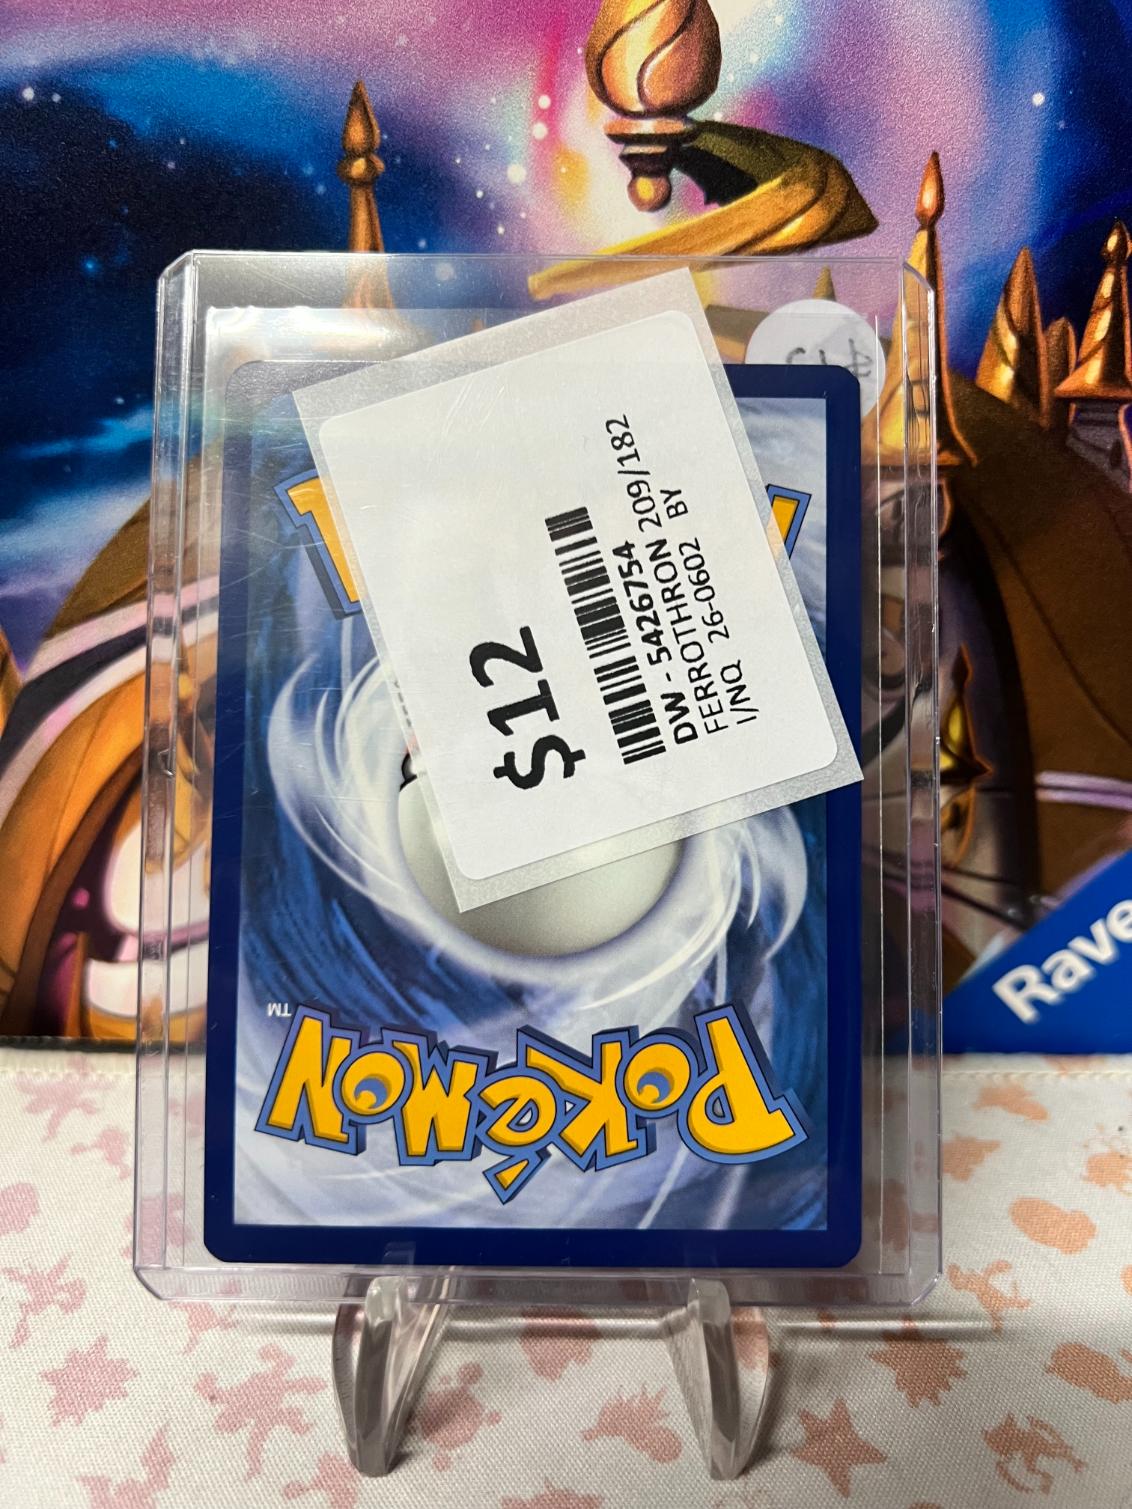 $12
DW - 5426754
FERROTHRON 209/182
26-0602 BY
I/NQ
POKéMON
TM
Rave